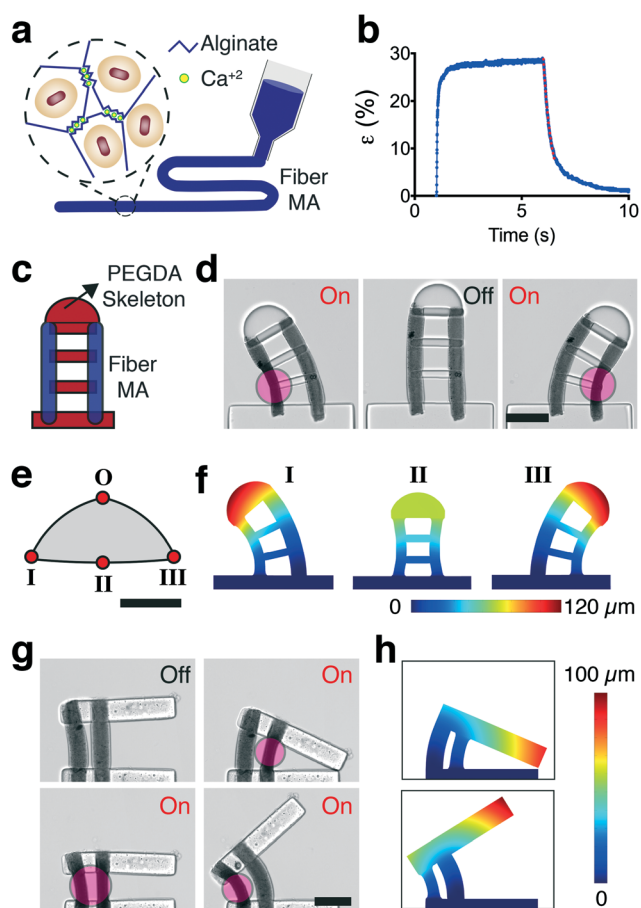 a
Alginate
Ca+2
Fiber
MA
b
ε (%)
30
20
10
0
0
5
10
Time (s)
c
PEGDA
Skeleton
Fiber
MA
d
On
Off
On
e
O
I
II
III
f
I
II
III
0
120 μm
g
Off
On
On
On
h
100 μm
0